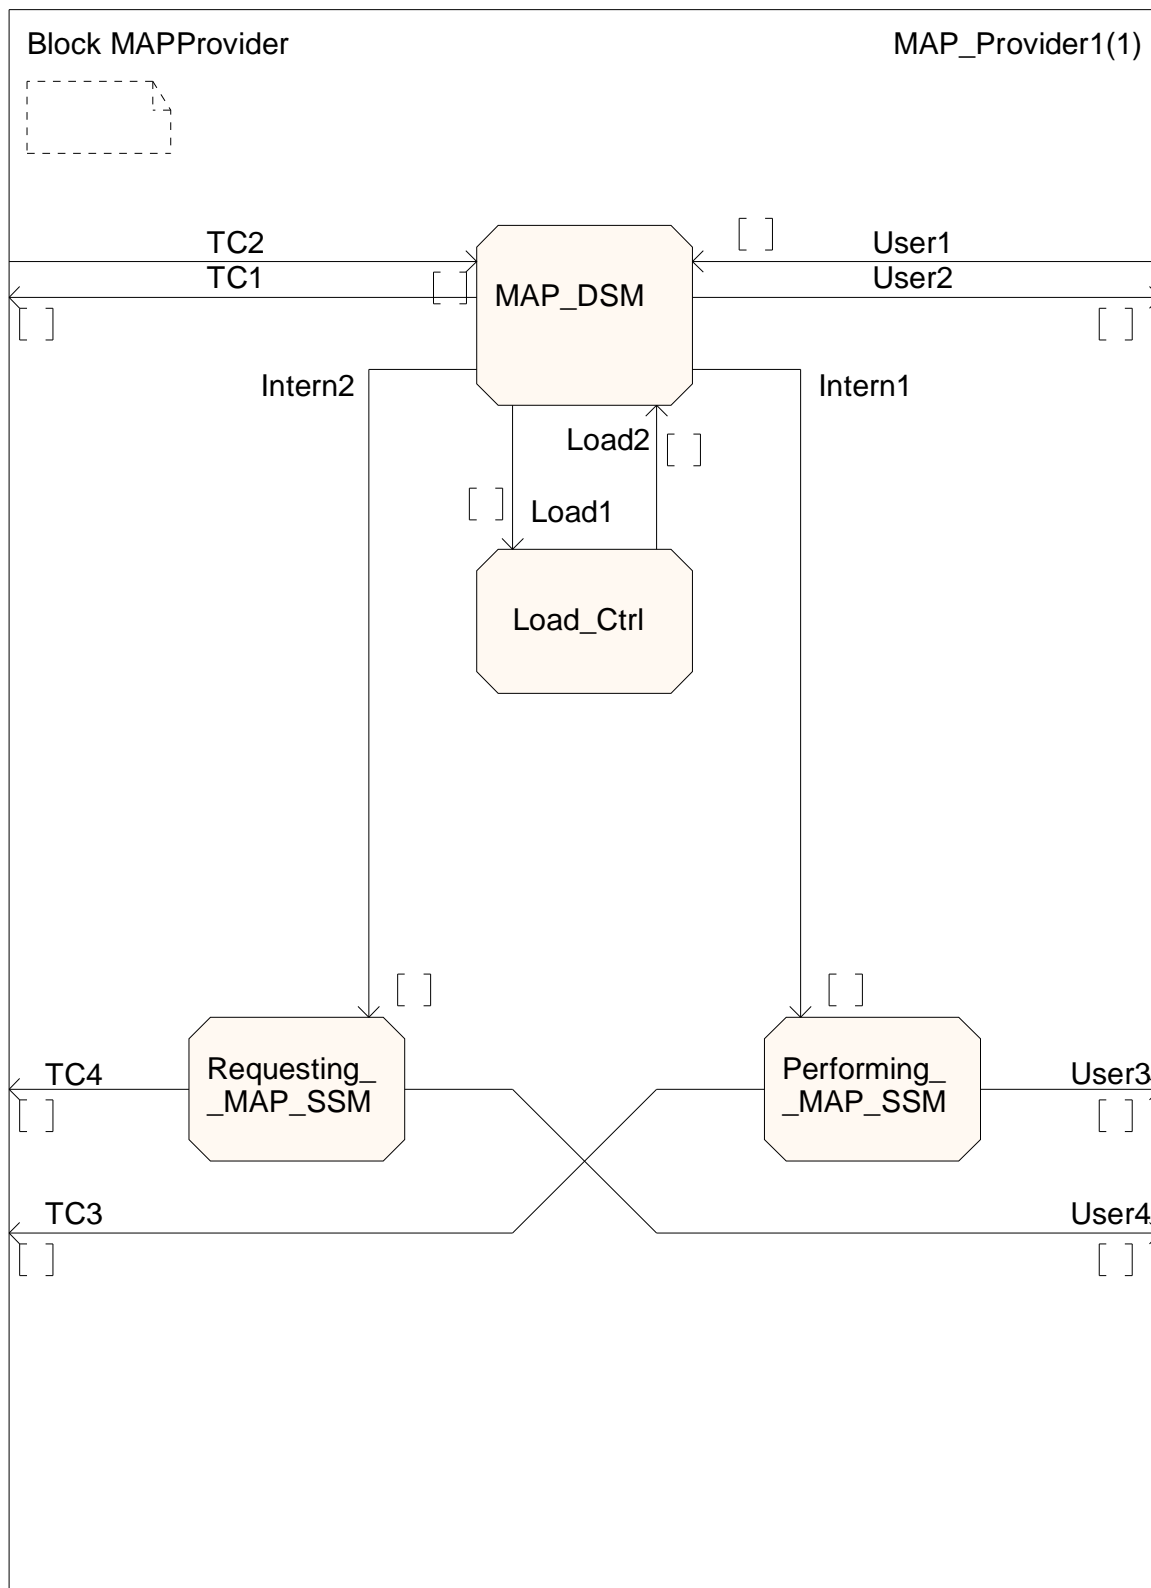 Block MAPProvider
MAP_Provider1(1)
TC2
User1
TC1
User2
MAP_DSM
Intern2
Intern1
Load2
Load1
Load_Ctrl
TC4
Requesting_
_MAP_SSM
Performing_
_MAP_SSM
User3
TC3
User4